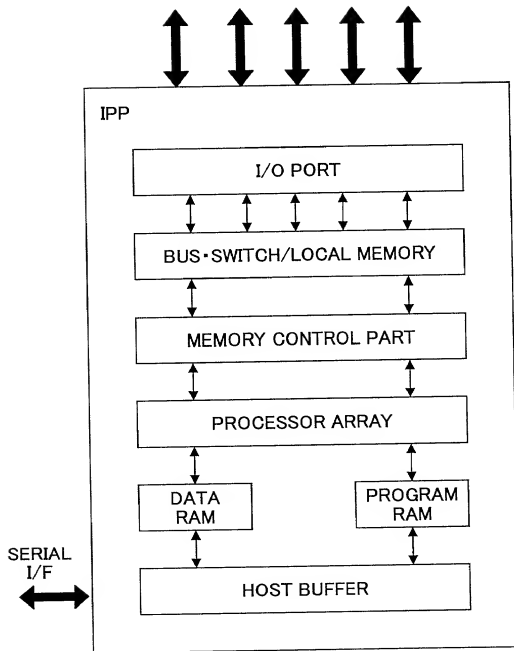 IPP
I/O PORT
BUS・SWITCH/LOCAL MEMORY
MEMORY CONTROL PART
PROCESSOR ARRAY
DATA
RAM
PROGRAM
RAM
SERIAL
I/F
HOST BUFFER